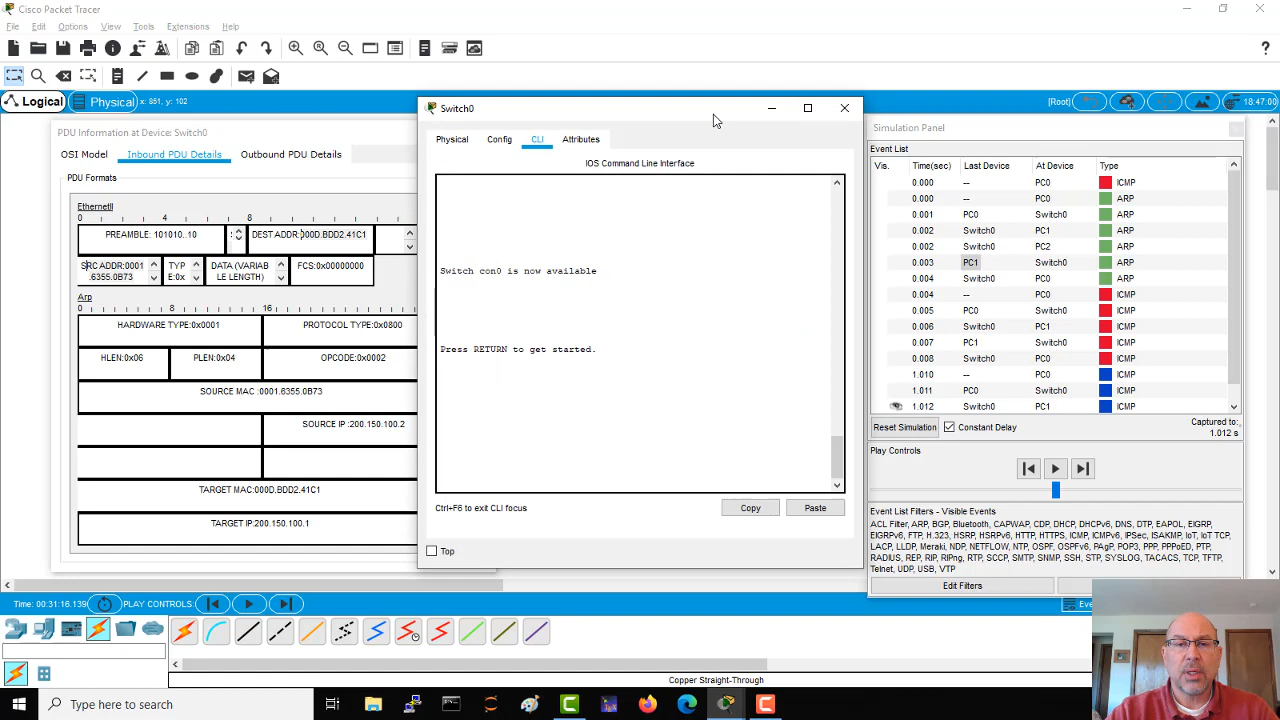 Cisco Packet Tracer
File Edit Options View Tools Extensions Help
Logical
Physical
x: 851, y: 102
[Root]
18:47:00
PDU Information at Device: Switch0
OSI Model
Inbound PDU Details
Outbound PDU Details
PDU Formats
EthernetII
0 4 8
PREAMBLE: 101010..10
DEST ADDR:000D.BDD2.41C1
SRC ADDR:0001
.6355.0B73
TYP
E:0x
DATA (VARIAB
LE LENGTH)
FCS:0x00000000
Arp
0 8 16
HARDWARE TYPE:0x0001
PROTOCOL TYPE:0x0800
HLEN:0x06
PLEN:0x04
OPCODE:0x0002
SOURCE MAC :0001.6355.0B73
SOURCE IP :200.150.100.2
TARGET MAC:000D.BDD2.41C1
TARGET IP:200.150.100.1
Switch0
Physical
Config
CLI
Attributes
IOS Command Line Interface
Switch con0 is now available
Press RETURN to get started.
Ctrl+F6 to exit CLI focus
Copy
Paste
Top
Simulation Panel
Event List
Vis. Time(sec) Last Device At Device Type
0.000 -- PC0 ICMP
0.000 -- PC0 ARP
0.001 PC0 Switch0 ARP
0.002 Switch0 PC1 ARP
0.002 Switch0 PC2 ARP
0.003 PC1 Switch0 ARP
0.004 Switch0 PC0 ARP
0.004 -- PC0 ICMP
0.005 PC0 Switch0 ICMP
0.006 Switch0 PC1 ICMP
0.007 PC1 Switch0 ICMP
0.008 Switch0 PC0 ICMP
1.010 -- PC0 ICMP
1.011 PC0 Switch0 ICMP
1.012 Switch0 PC1 ICMP
Reset Simulation
Constant Delay
Captured to:
1.012 s
Play Controls
Event List Filters - Visible Events
ACL Filter, ARP, BGP, Bluetooth, CAPWAP, CDP, DHCP, DHCPv6, DNS, DTP, EAPOL, EIGRP,
EIGRPv6, FTP, H.323, HSRP, HSRPv6, HTTP, HTTPS, ICMP, ICMPv6, IPSec, ISAKMP, IoT, IoT TCP,
LACP, LLDP, Meraki, NDP, NETFLOW, NTP, OSPF, OSPFv6, PAgP, POP3, PPP, PPPoED, PTP,
RADIUS, REP, RIP, RIPng, RTP, SCCP, SMTP, SNMP, SSH, STP, SYSLOG, TACACS, TCP, TFTP,
Telnet, UDP, USB, VTP
Edit Filters
Time: 00:31:16.139
PLAY CONTROLS:
Eve
Copper Straight-Through
Type here to search